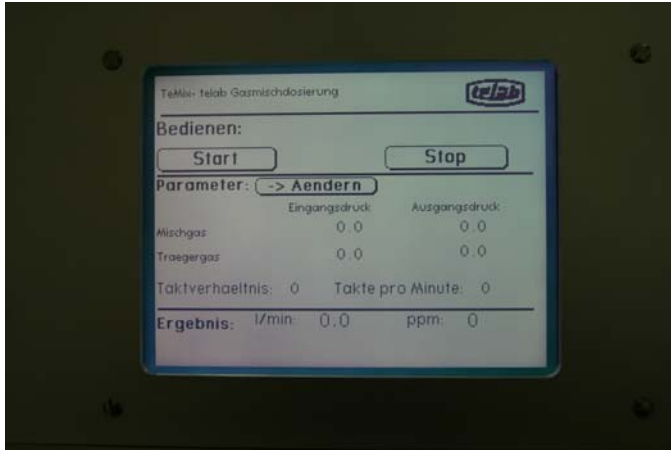 TeMix- telab Gasmischdosierung
telab
Bedienen:
Start Stop
Parameter: -> Aendern
Eingangsdruck Ausgangsdruck
Mischgas 0.0 0.0
Traegergas 0.0 0.0
Taktverhaeltnis: 0 Takte pro Minute: 0
Ergebnis: l/min: 0.0 ppm: 0